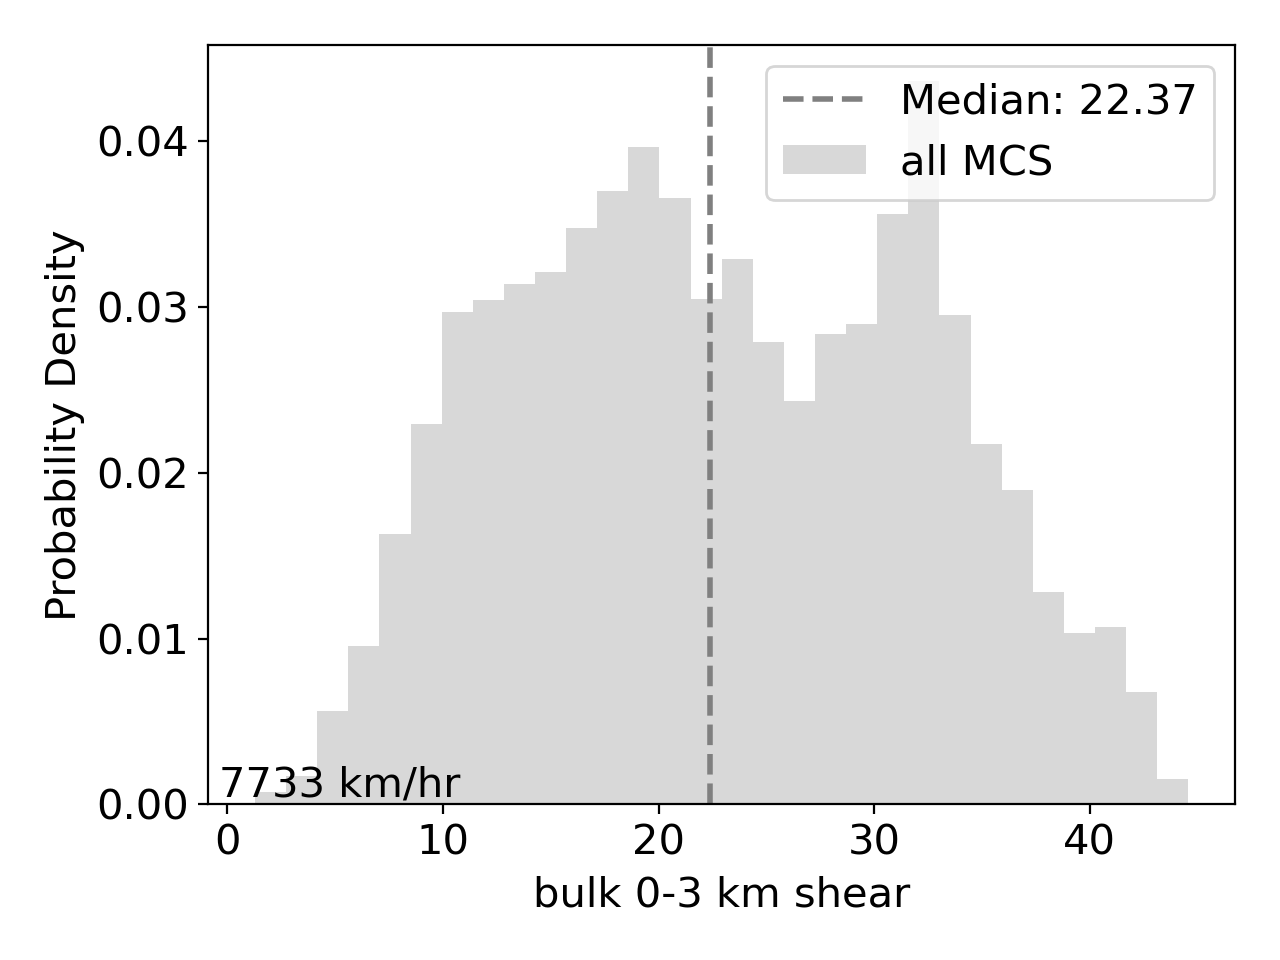 Median: 22.37
all MCS
Probability Density
0.04
0.03
0.02
0.01
0.00
7733 km/hr
0 10 20 30 40
bulk 0-3 km shear